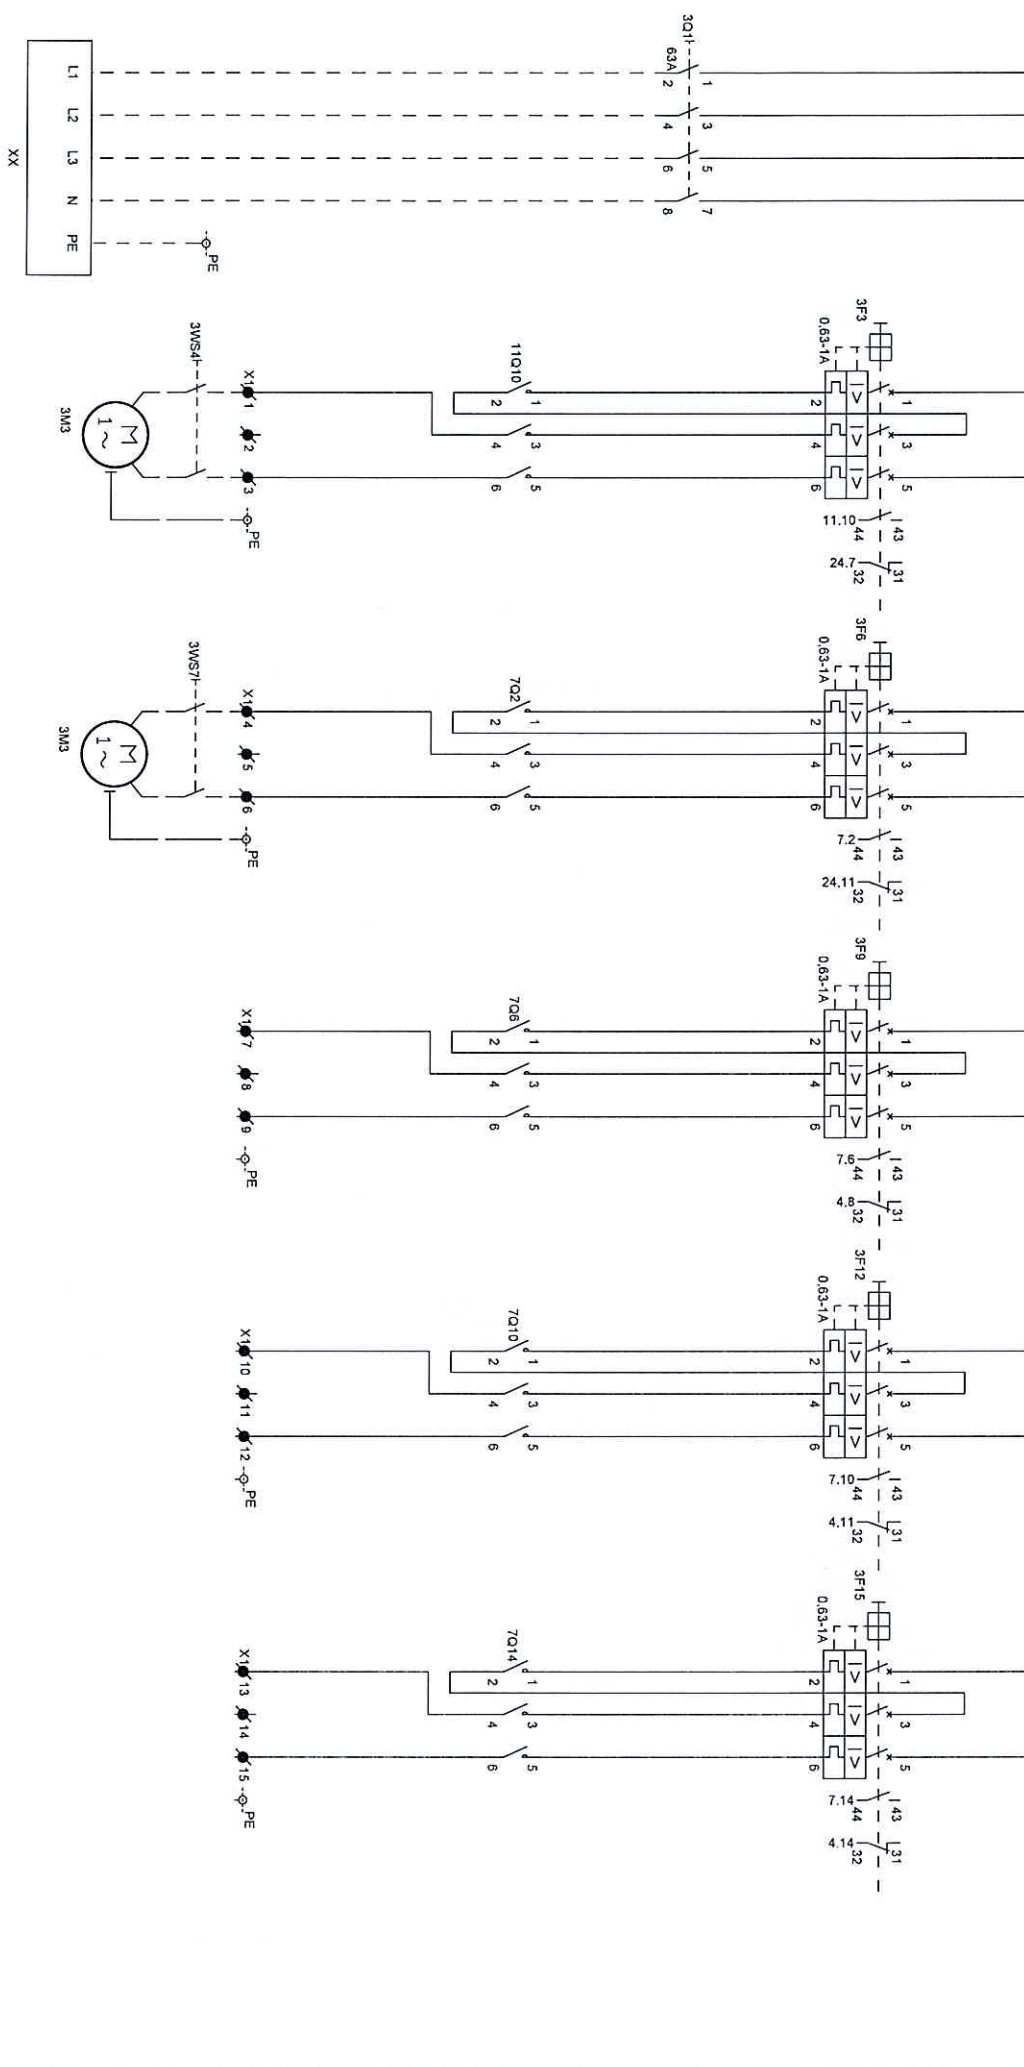 3Q1
63A
1 3 5 7
2 4 6 8
L1 L2 L3 N PE
PE
XX
3F3
0,63-1A
1 3 5 43 31
2 4 6 44 32
11.10
24.7
11Q10
1 3 5
2 4 6
X1 1 2 3 PE
3WS4
M
1~
3M3
3F6
0,63-1A
1 3 5 43 31
2 4 6 44 32
7.2
24.11
7Q2
1 3 5
2 4 6
X1 4 5 6 PE
3WS7
M
1~
3M3
3F9
0,63-1A
1 3 5 43 31
2 4 6 44 32
7.6
4.8
7Q6
1 3 5
2 4 6
X1 7 8 9 PE
3F12
0,63-1A
1 3 5 43 31
2 4 6 44 32
7.10
4.11
7Q10
1 3 5
2 4 6
X1 10 11 12 PE
3F15
0,63-1A
1 3 5 43 31
2 4 6 44 32
7.14
4.14
7Q14
1 3 5
2 4 6
X1 13 14 15 PE